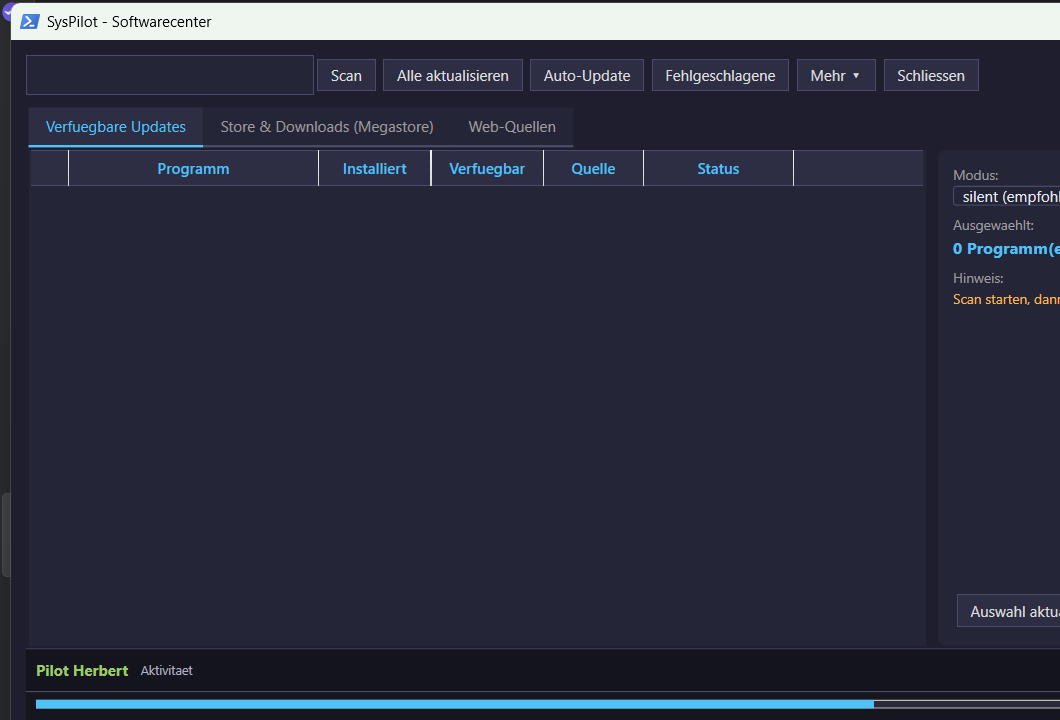 SysPilot - Softwarecenter
Scan Alle aktualisieren Auto-Update Fehlgeschlagene Mehr ▼ Schliessen
Verfuegbare Updates Store & Downloads (Megastore) Web-Quellen
Programm Installiert Verfuegbar Quelle Status
Modus:
silent (empfohl
Ausgewaehlt:
0 Programm(e
Hinweis:
Scan starten, dann
Auswahl aktua
Pilot Herbert Aktivitaet